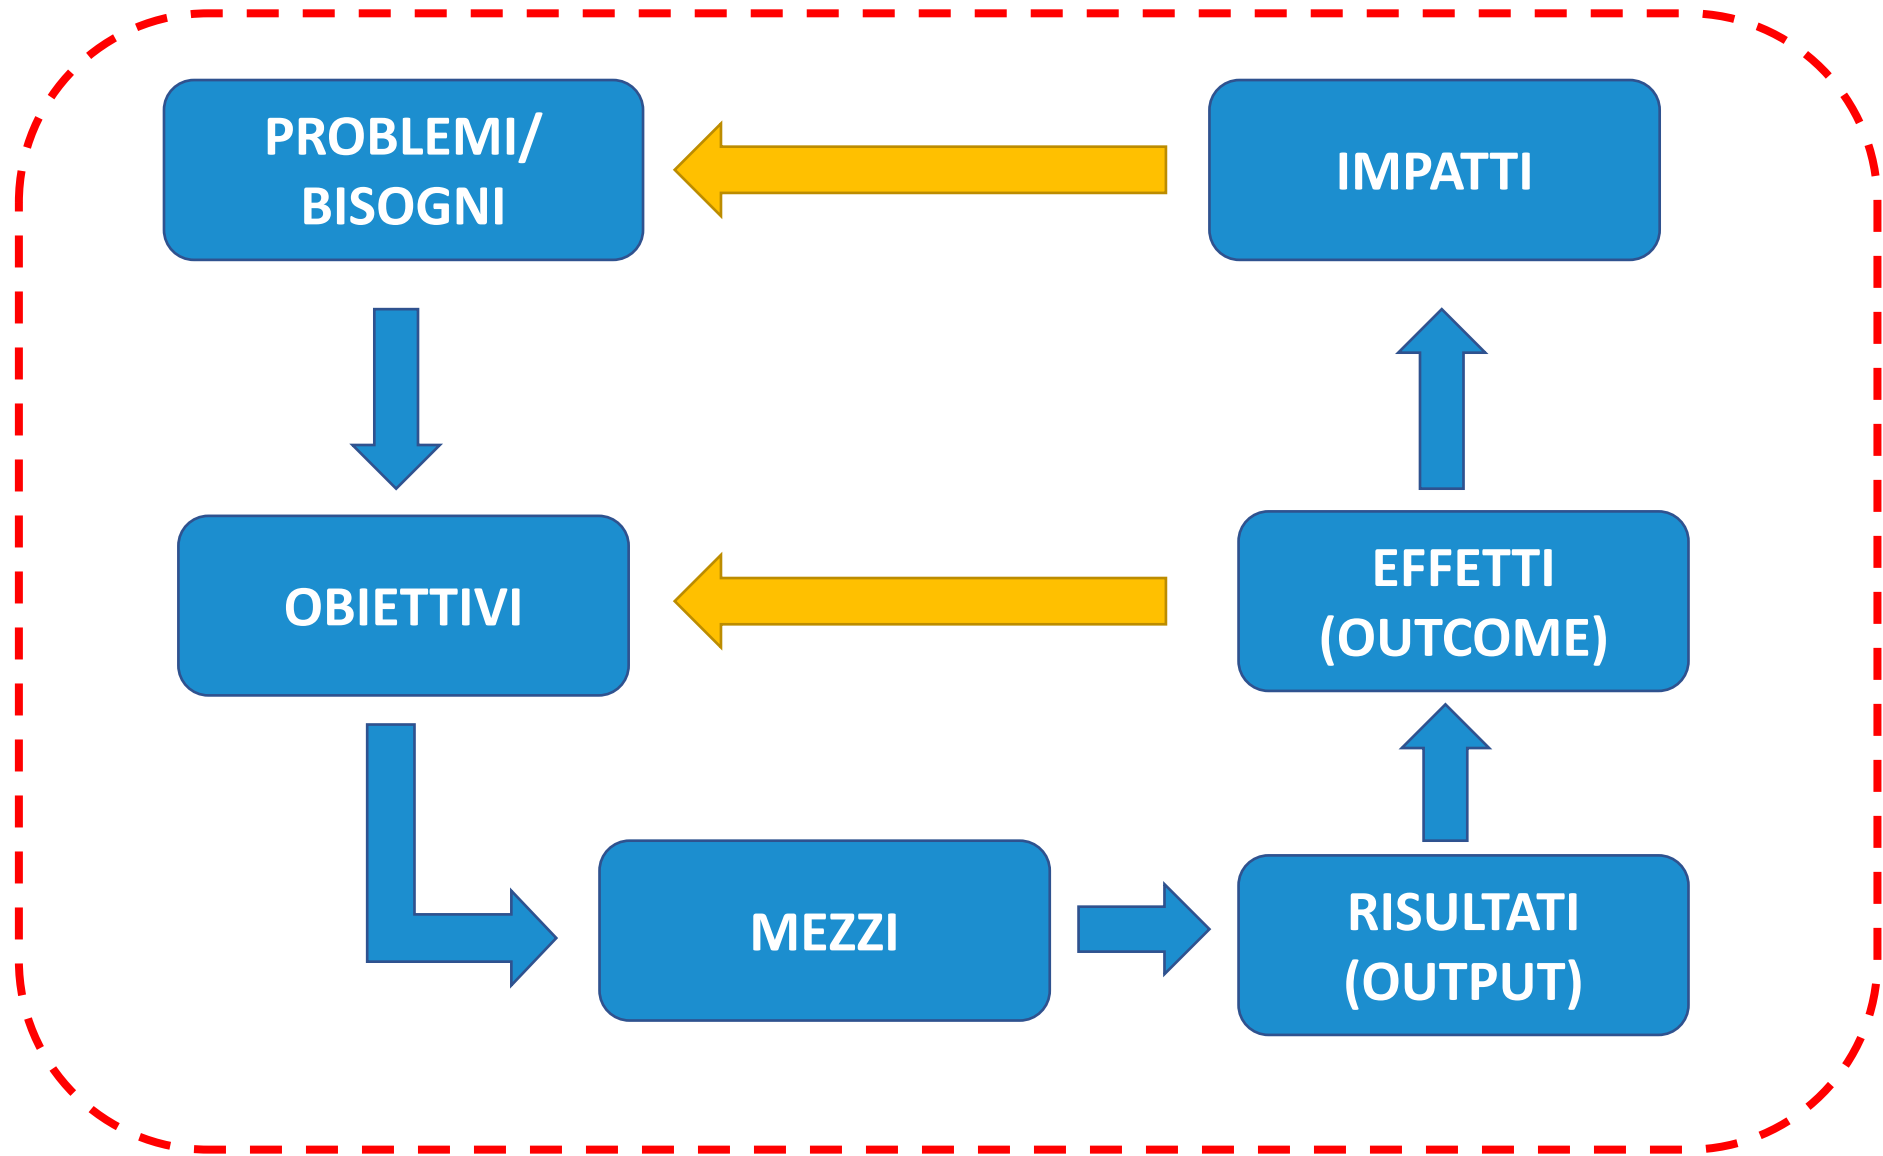 PROBLEMI/
BISOGNI
IMPATTI
OBIETTIVI
EFFETTI
(OUTCOME)
MEZZI
RISULTATI
(OUTPUT)